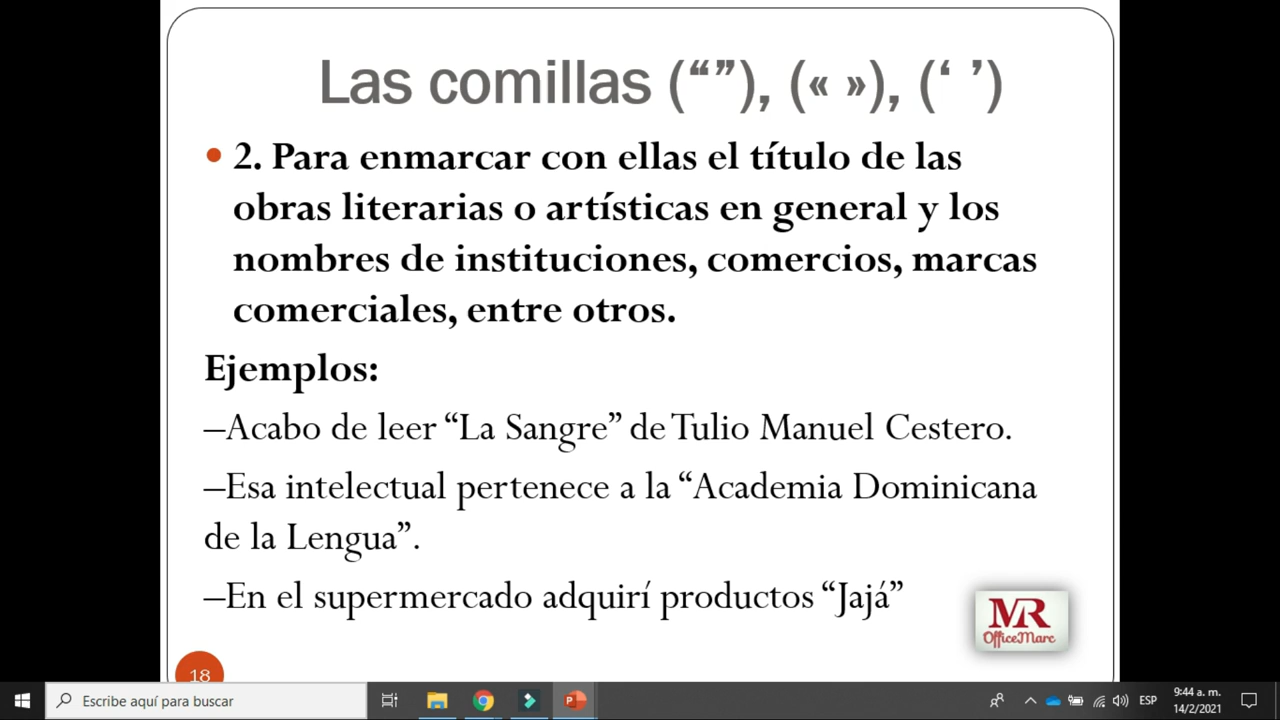 Las comillas (“”), (« »), (‘ ’)
• 2. Para enmarcar con ellas el título de las
obras literarias o artísticas en general y los
nombres de instituciones, comercios, marcas
comerciales, entre otros.
Ejemplos:
–Acabo de leer “La Sangre” de Tulio Manuel Cestero.
–Esa intelectual pertenece a la “Academia Dominicana
de la Lengua”.
–En el supermercado adquirí productos “Jajá”
MR
OfficeMarc
18
Escribe aquí para buscar
ESP
9:44 a. m.
14/2/2021